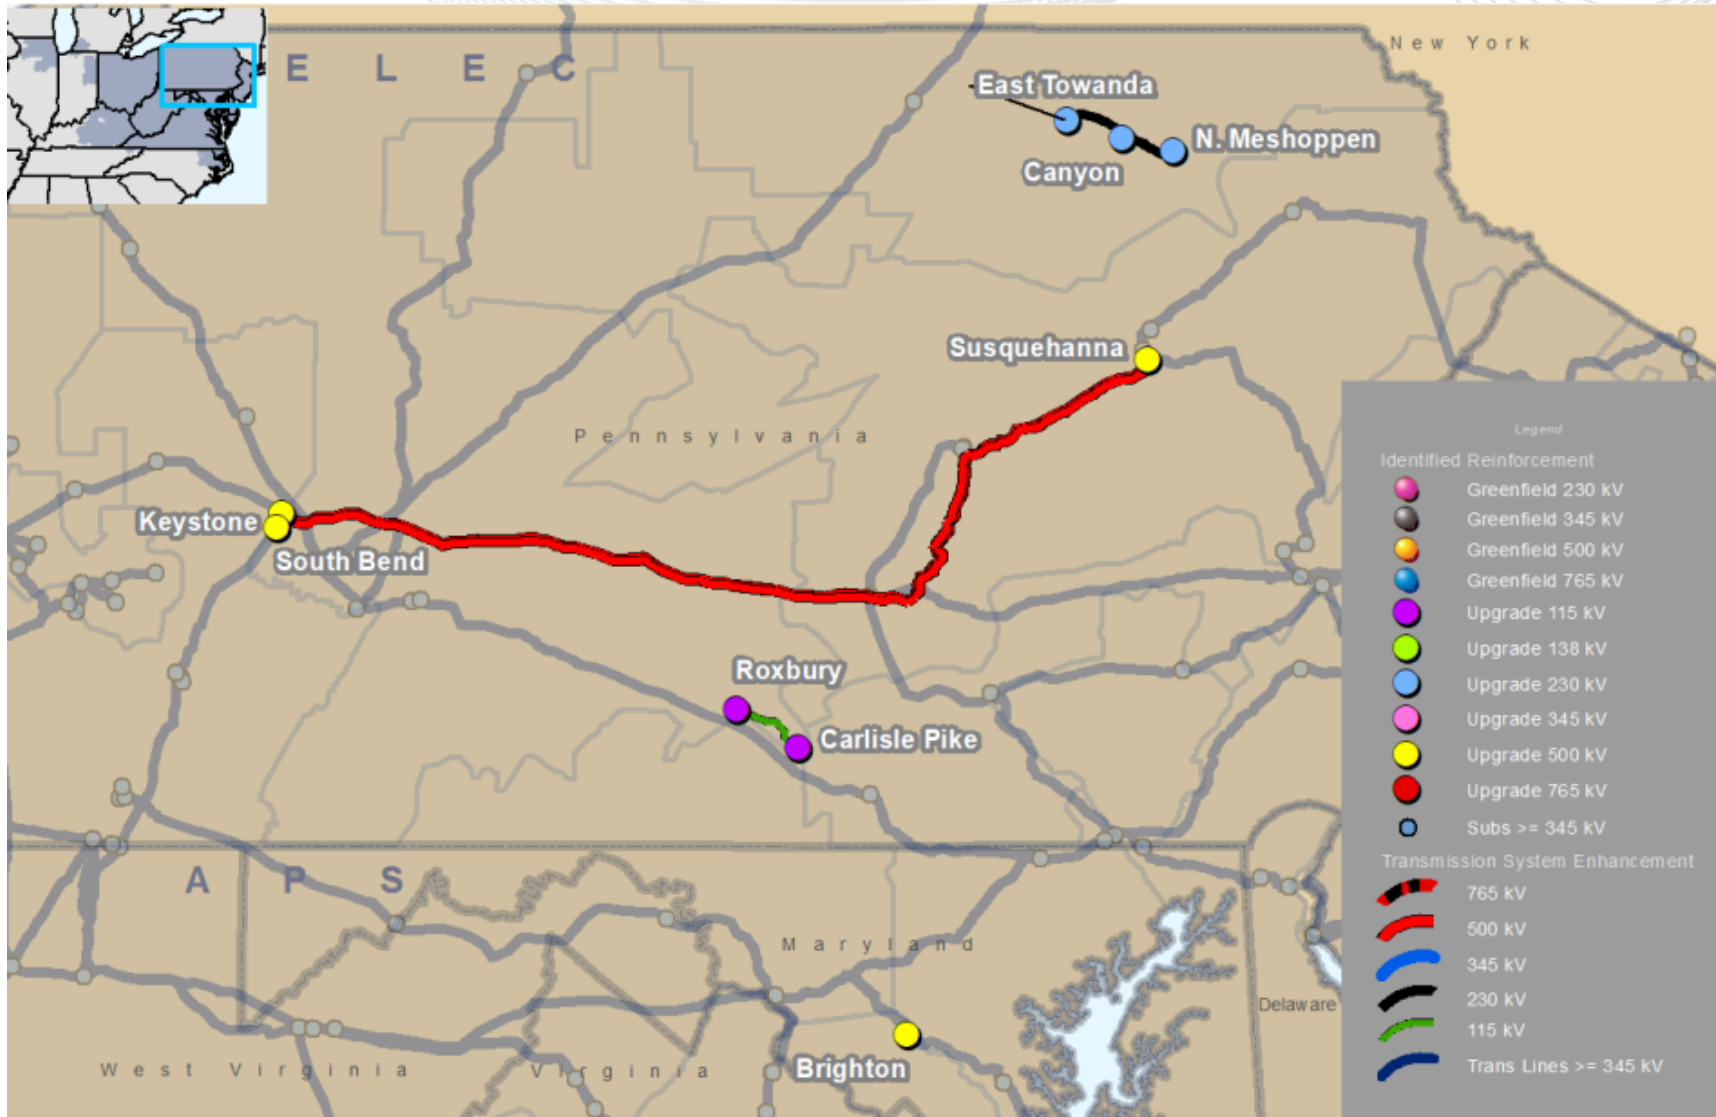 E L E C
New York
East Towanda
N. Meshoppen
Canyon
Susquehanna
Pennsylvania
Keystone
South Bend
Roxbury
Carlisle Pike
A P S
Maryland
Delaware
West Virginia
Virginia
Brighton
Legend
Identified Reinforcement
Greenfield 230 kV
Greenfield 345 kV
Greenfield 500 kV
Greenfield 765 kV
Upgrade 115 kV
Upgrade 138 kV
Upgrade 230 kV
Upgrade 345 kV
Upgrade 500 kV
Upgrade 765 kV
Subs >= 345 kV
Transmission System Enhancement
765 kV
500 kV
345 kV
230 kV
115 kV
Trans Lines >= 345 kV